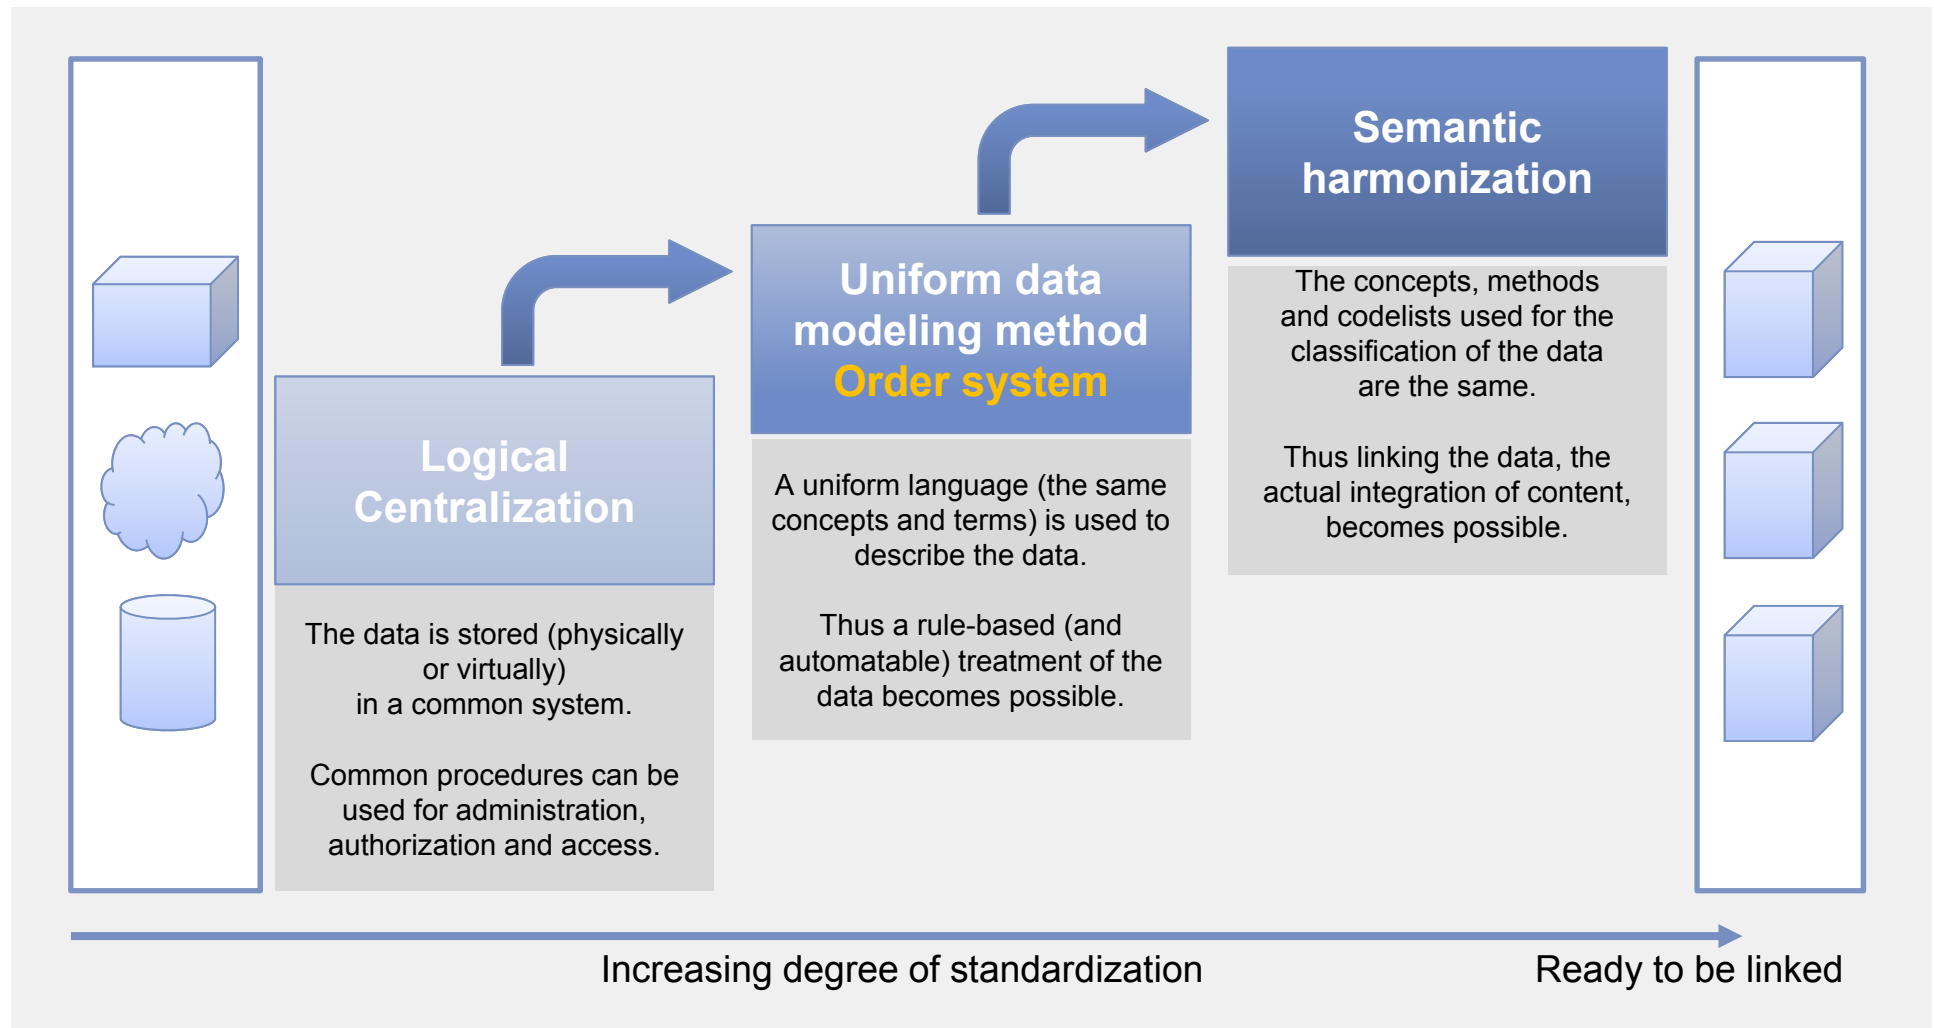 Logical
Centralization
The data is stored (physically
or virtually)
in a common system.
Common procedures can be
used for administration,
authorization and access.
Uniform data
modeling method
Order system
A uniform language (the same
concepts and terms) is used to
describe the data.
Thus a rule-based (and
automatable) treatment of the
data becomes possible.
Semantic
harmonization
The concepts, methods
and codelists used for the
classification of the data
are the same.
Thus linking the data, the
actual integration of content,
becomes possible.
Increasing degree of standardization
Ready to be linked